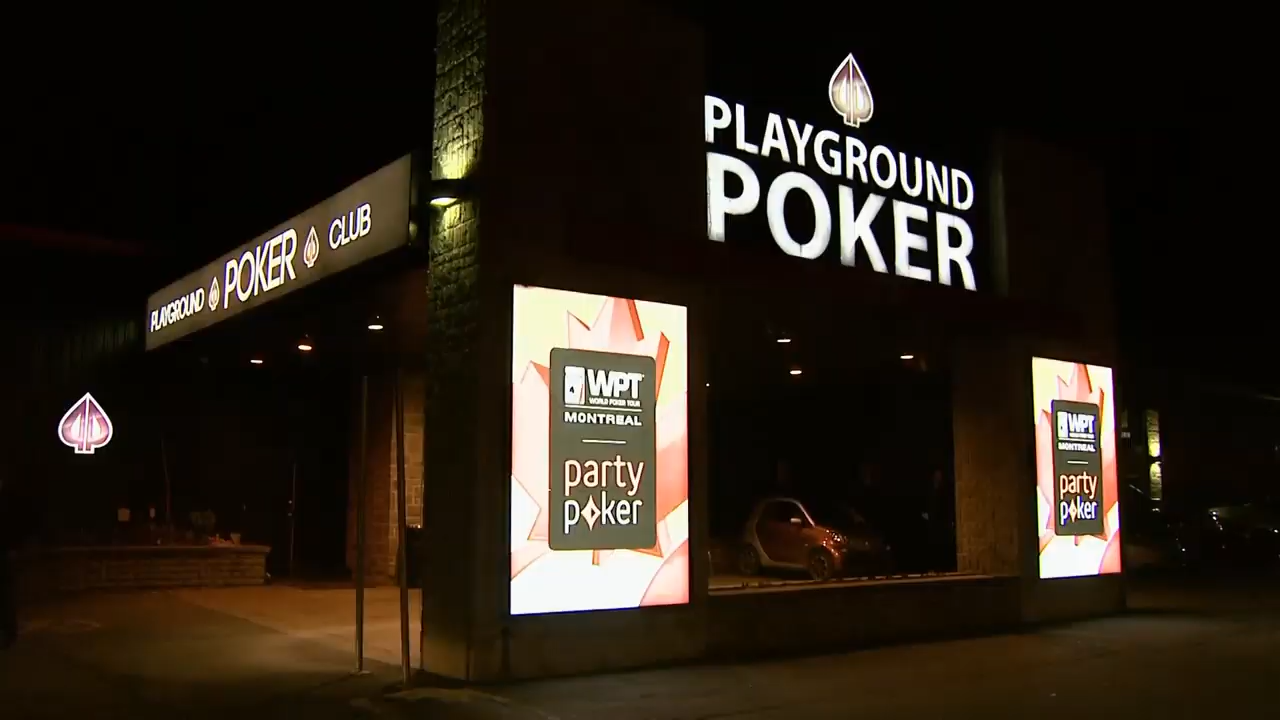 PLAYGROUND
POKER
PLAYGROUND POKER CLUB
WPT
WORLD POKER TOUR
MONTREAL
party
poker
WPT
MONTREAL
party
poker